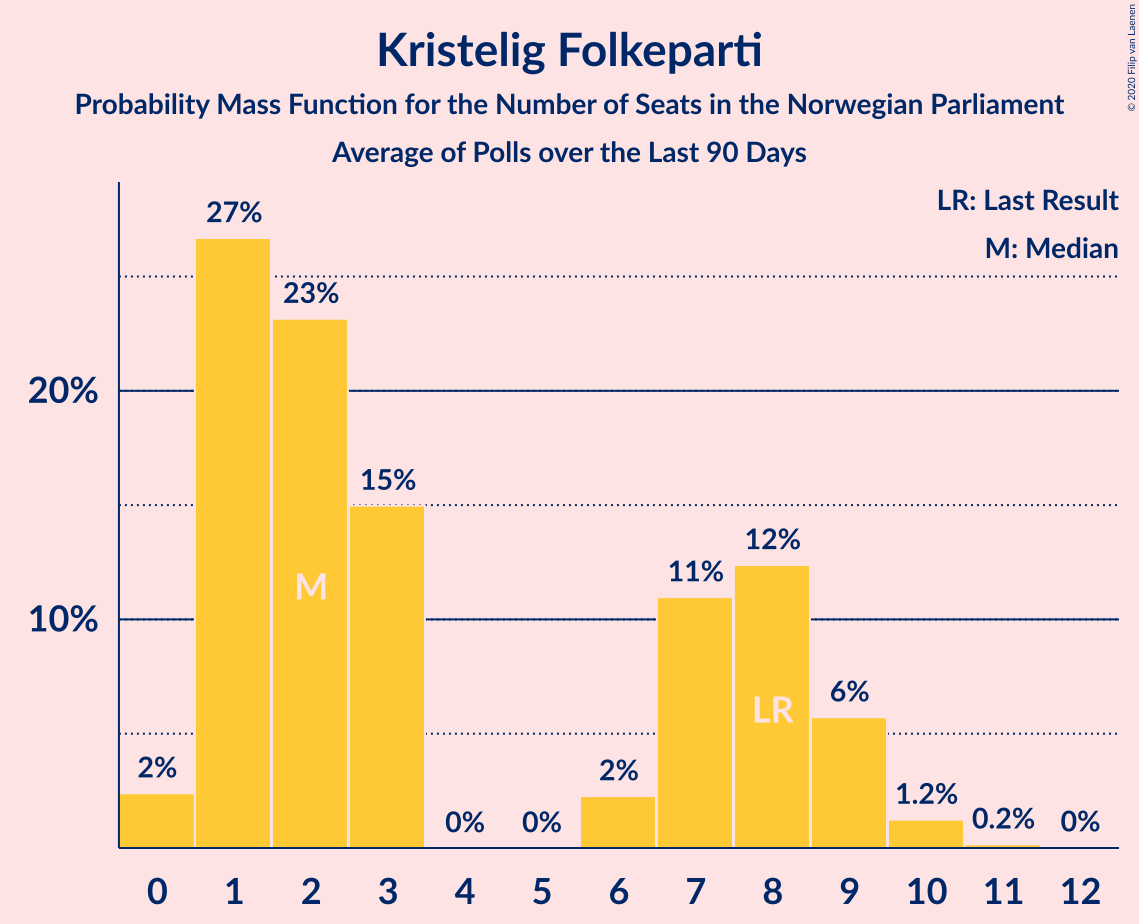 Kristelig Folkeparti
Probability Mass Function for the Number of Seats in the Norwegian Parliament
Average of Polls over the Last 90 Days
© 2020 Filip van Laenen
LR: Last Result
M: Median
27%
23%
20%
15%
12%
11%
M
10%
LR
6%
2%
2%
1.2%
0%
0%
0.2%
0%
0 1 2 3 4 5 6 7 8 9 10 11 12